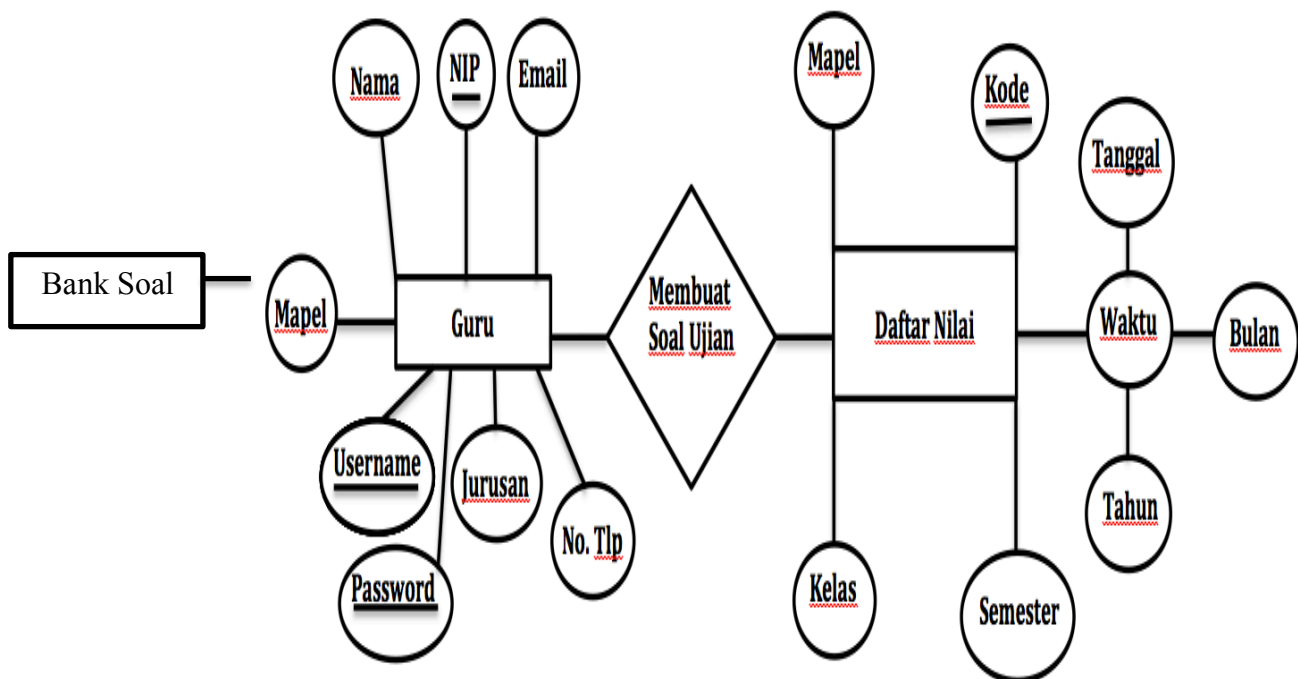 Nama
NIP
Email
Mapel
Kode
Tanggal
Bank Soal
Mapel
Guru
Membuat
Soal Ujian
Daftar Nilai
Waktu
Bulan
Username
Jurusan
No. Tlp
Tahun
Password
Kelas
Semester